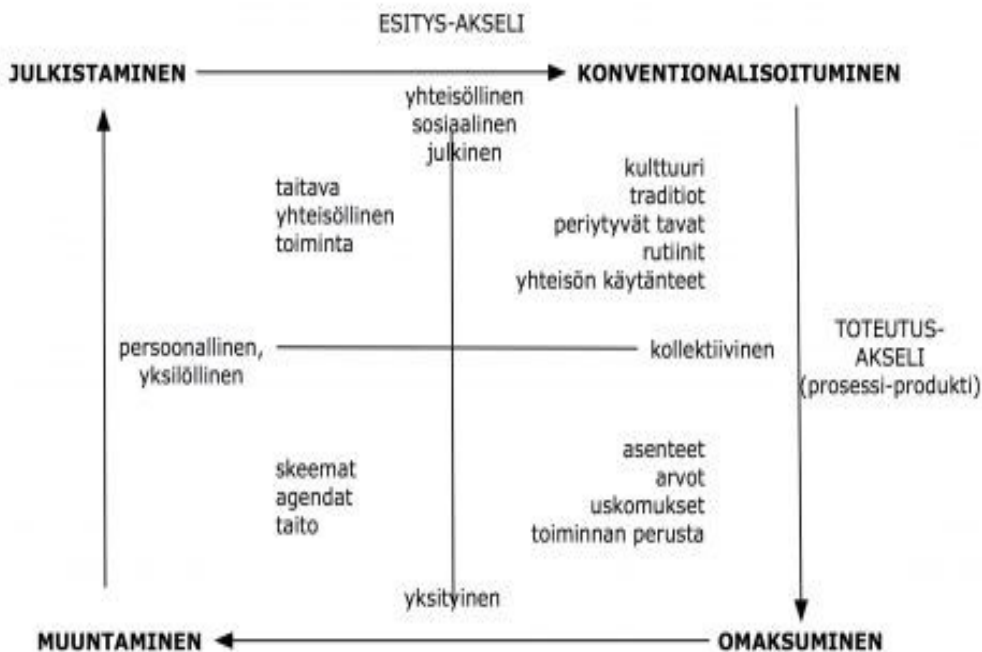 ESITYS-AKSELI
JULKISTAMINEN
KONVENTIONALISOITUMINEN
yhteisöllinen
sosiaalinen
julkinen
taitava
yhteisöllinen
toiminta
kulttuuri
traditiot
periytyvät tavat
rutiinit
yhteisön käytänteet
persoonallinen,
yksilöllinen
kollektiivinen
TOTEUTUS-
AKSELI
(prosessi-produkti)
skeemat
agendat
taito
asenteet
arvot
uskomukset
toiminnan perusta
yksityinen
MUUNTAMINEN
OMAKSUMINEN